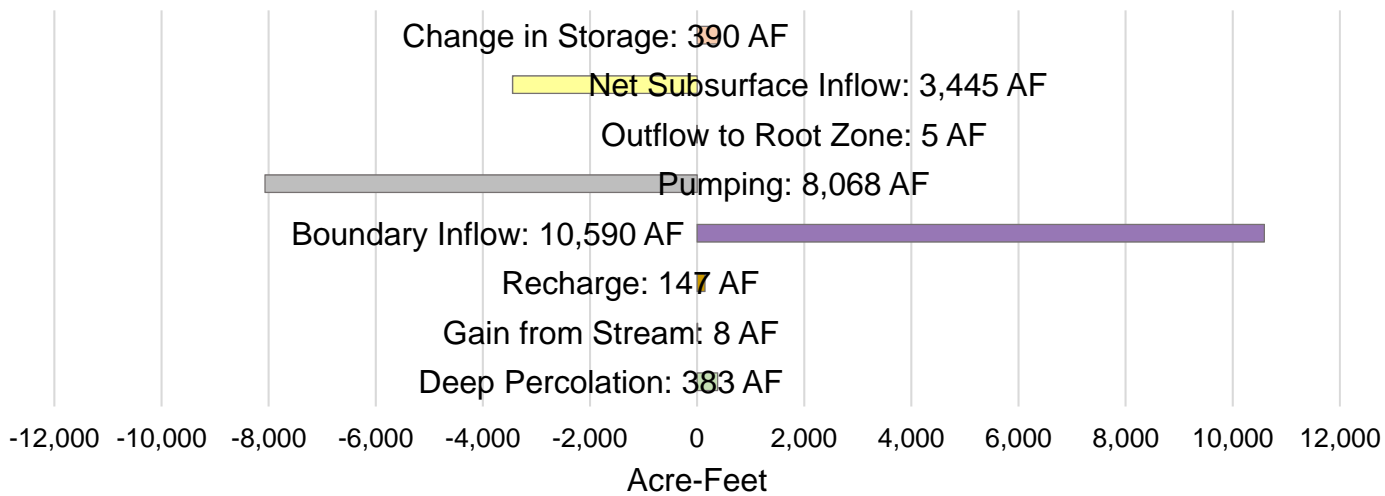 Change in Storage: 390 AF
Net Subsurface Inflow: 3,445 AF
Outflow to Root Zone: 5 AF
Pumping: 8,068 AF
Boundary Inflow: 10,590 AF
Recharge: 147 AF
Gain from Stream: 8 AF
Deep Percolation: 383 AF
-12,000 -10,000 -8,000 -6,000 -4,000 -2,000 0 2,000 4,000 6,000 8,000 10,000 12,000
Acre-Feet